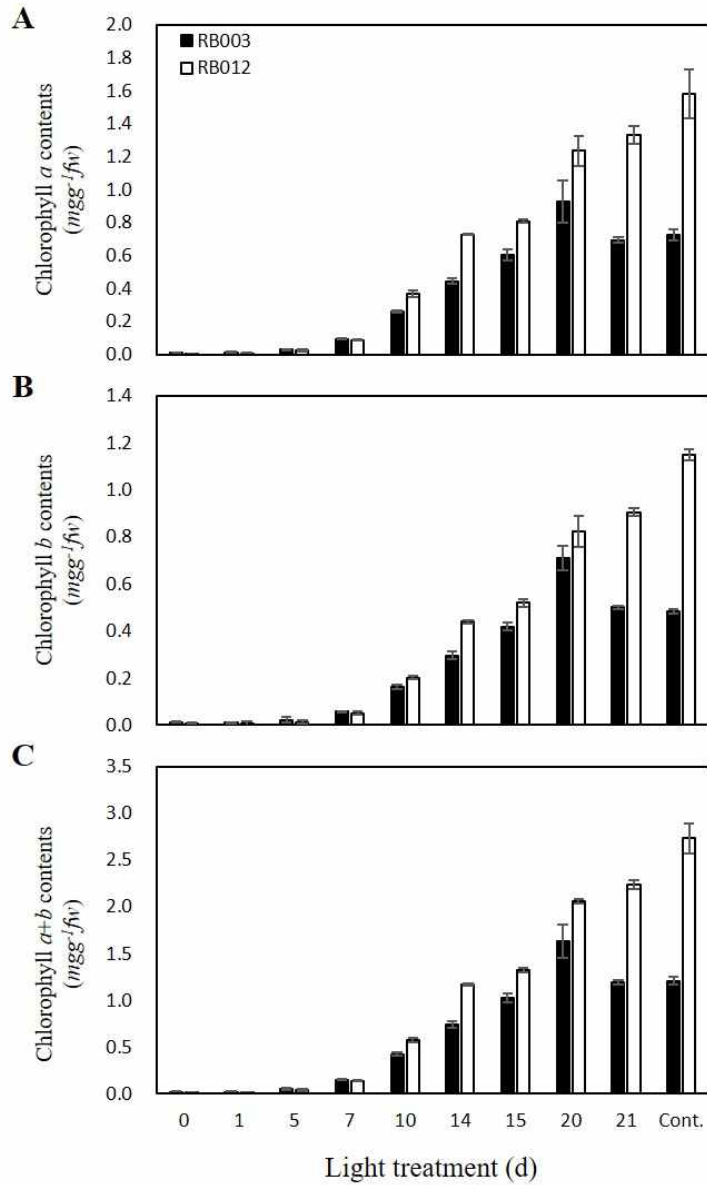 A
Chlorophyll a contents
(mgg⁻¹fw)
2.0
1.8
1.6
1.4
1.2
1.0
0.8
0.6
0.4
0.2
0.0
RB003
RB012
B
Chlorophyll b contents
(mgg⁻¹fw)
1.4
1.2
1.0
0.8
0.6
0.4
0.2
0.0
C
Chlorophyll a+b contents
(mgg⁻¹fw)
3.5
3.0
2.5
2.0
1.5
1.0
0.5
0.0
0 1 5 7 10 14 15 20 21 Cont.
Light treatment (d)